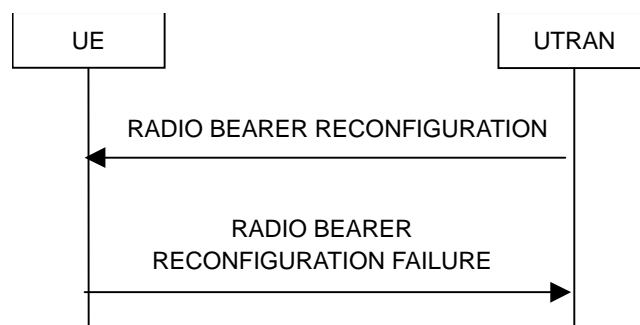 UE
UTRAN
RADIO BEARER RECONFIGURATION
RADIO BEARER
RECONFIGURATION FAILURE